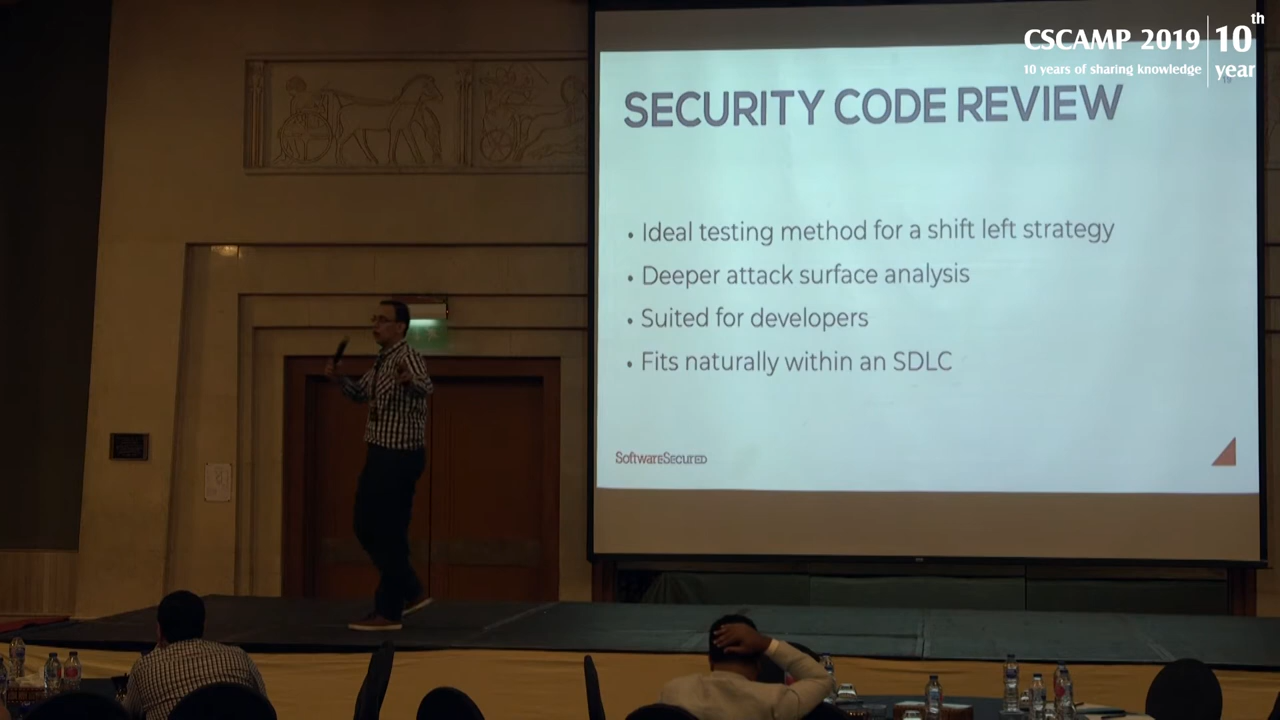 CSCAMP 2019
10 years of sharing knowledge
10th
year
SECURITY CODE REVIEW
• Ideal testing method for a shift left strategy
• Deeper attack surface analysis
• Suited for developers
• Fits naturally within an SDLC
SOFTWARESECURED